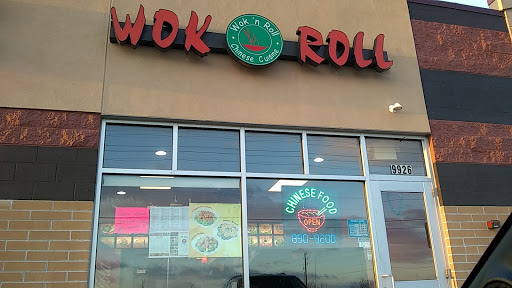 WOK ROLL
Wok 'n Roll
Chinese Cuisine
9926
CHINESE FOOD
OPEN
890-9200